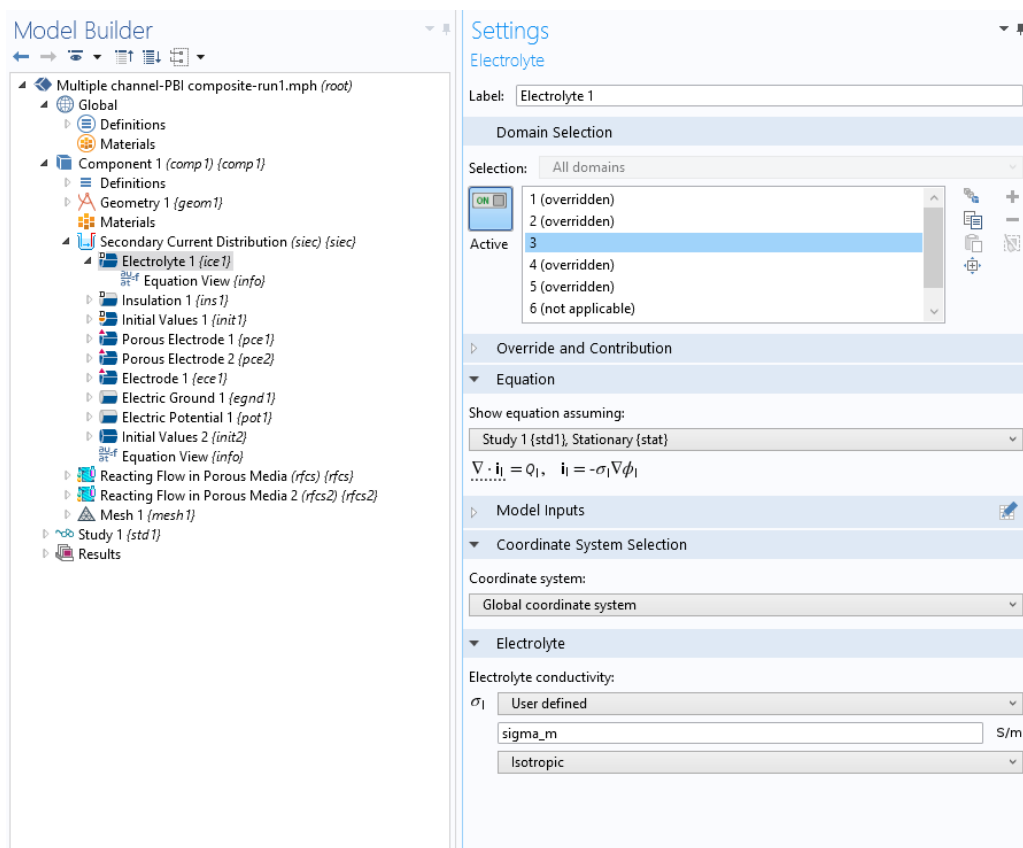 Model Builder
Multiple channel-PBI composite-run1.mph (root)
Global
Definitions
Materials
Component 1 (comp1) {comp1}
Definitions
Geometry 1 {geom1}
Materials
Secondary Current Distribution (siec) {siec}
Electrolyte 1 {ice1}
Equation View {info}
Insulation 1 {ins1}
Initial Values 1 {init1}
Porous Electrode 1 {pce1}
Porous Electrode 2 {pce2}
Electrode 1 {ece1}
Electric Ground 1 {egnd1}
Electric Potential 1 {pot1}
Initial Values 2 {init2}
Equation View {info}
Reacting Flow in Porous Media (rfcs) {rfcs}
Reacting Flow in Porous Media 2 (rfcs2) {rfcs2}
Mesh 1 {mesh1}
Study 1 {std1}
Results
Settings
Electrolyte
Label: Electrolyte 1
Domain Selection
Selection: All domains
ON
Active
1 (overridden)
2 (overridden)
3
4 (overridden)
5 (overridden)
6 (not applicable)
Override and Contribution
Equation
Show equation assuming:
Study 1 {std1}, Stationary {stat}
∇ · i_l = Q_l, i_l = -σ_l∇ϕ_l
Model Inputs
Coordinate System Selection
Coordinate system:
Global coordinate system
Electrolyte
Electrolyte conductivity:
σ_l User defined
sigma_m S/m
Isotropic